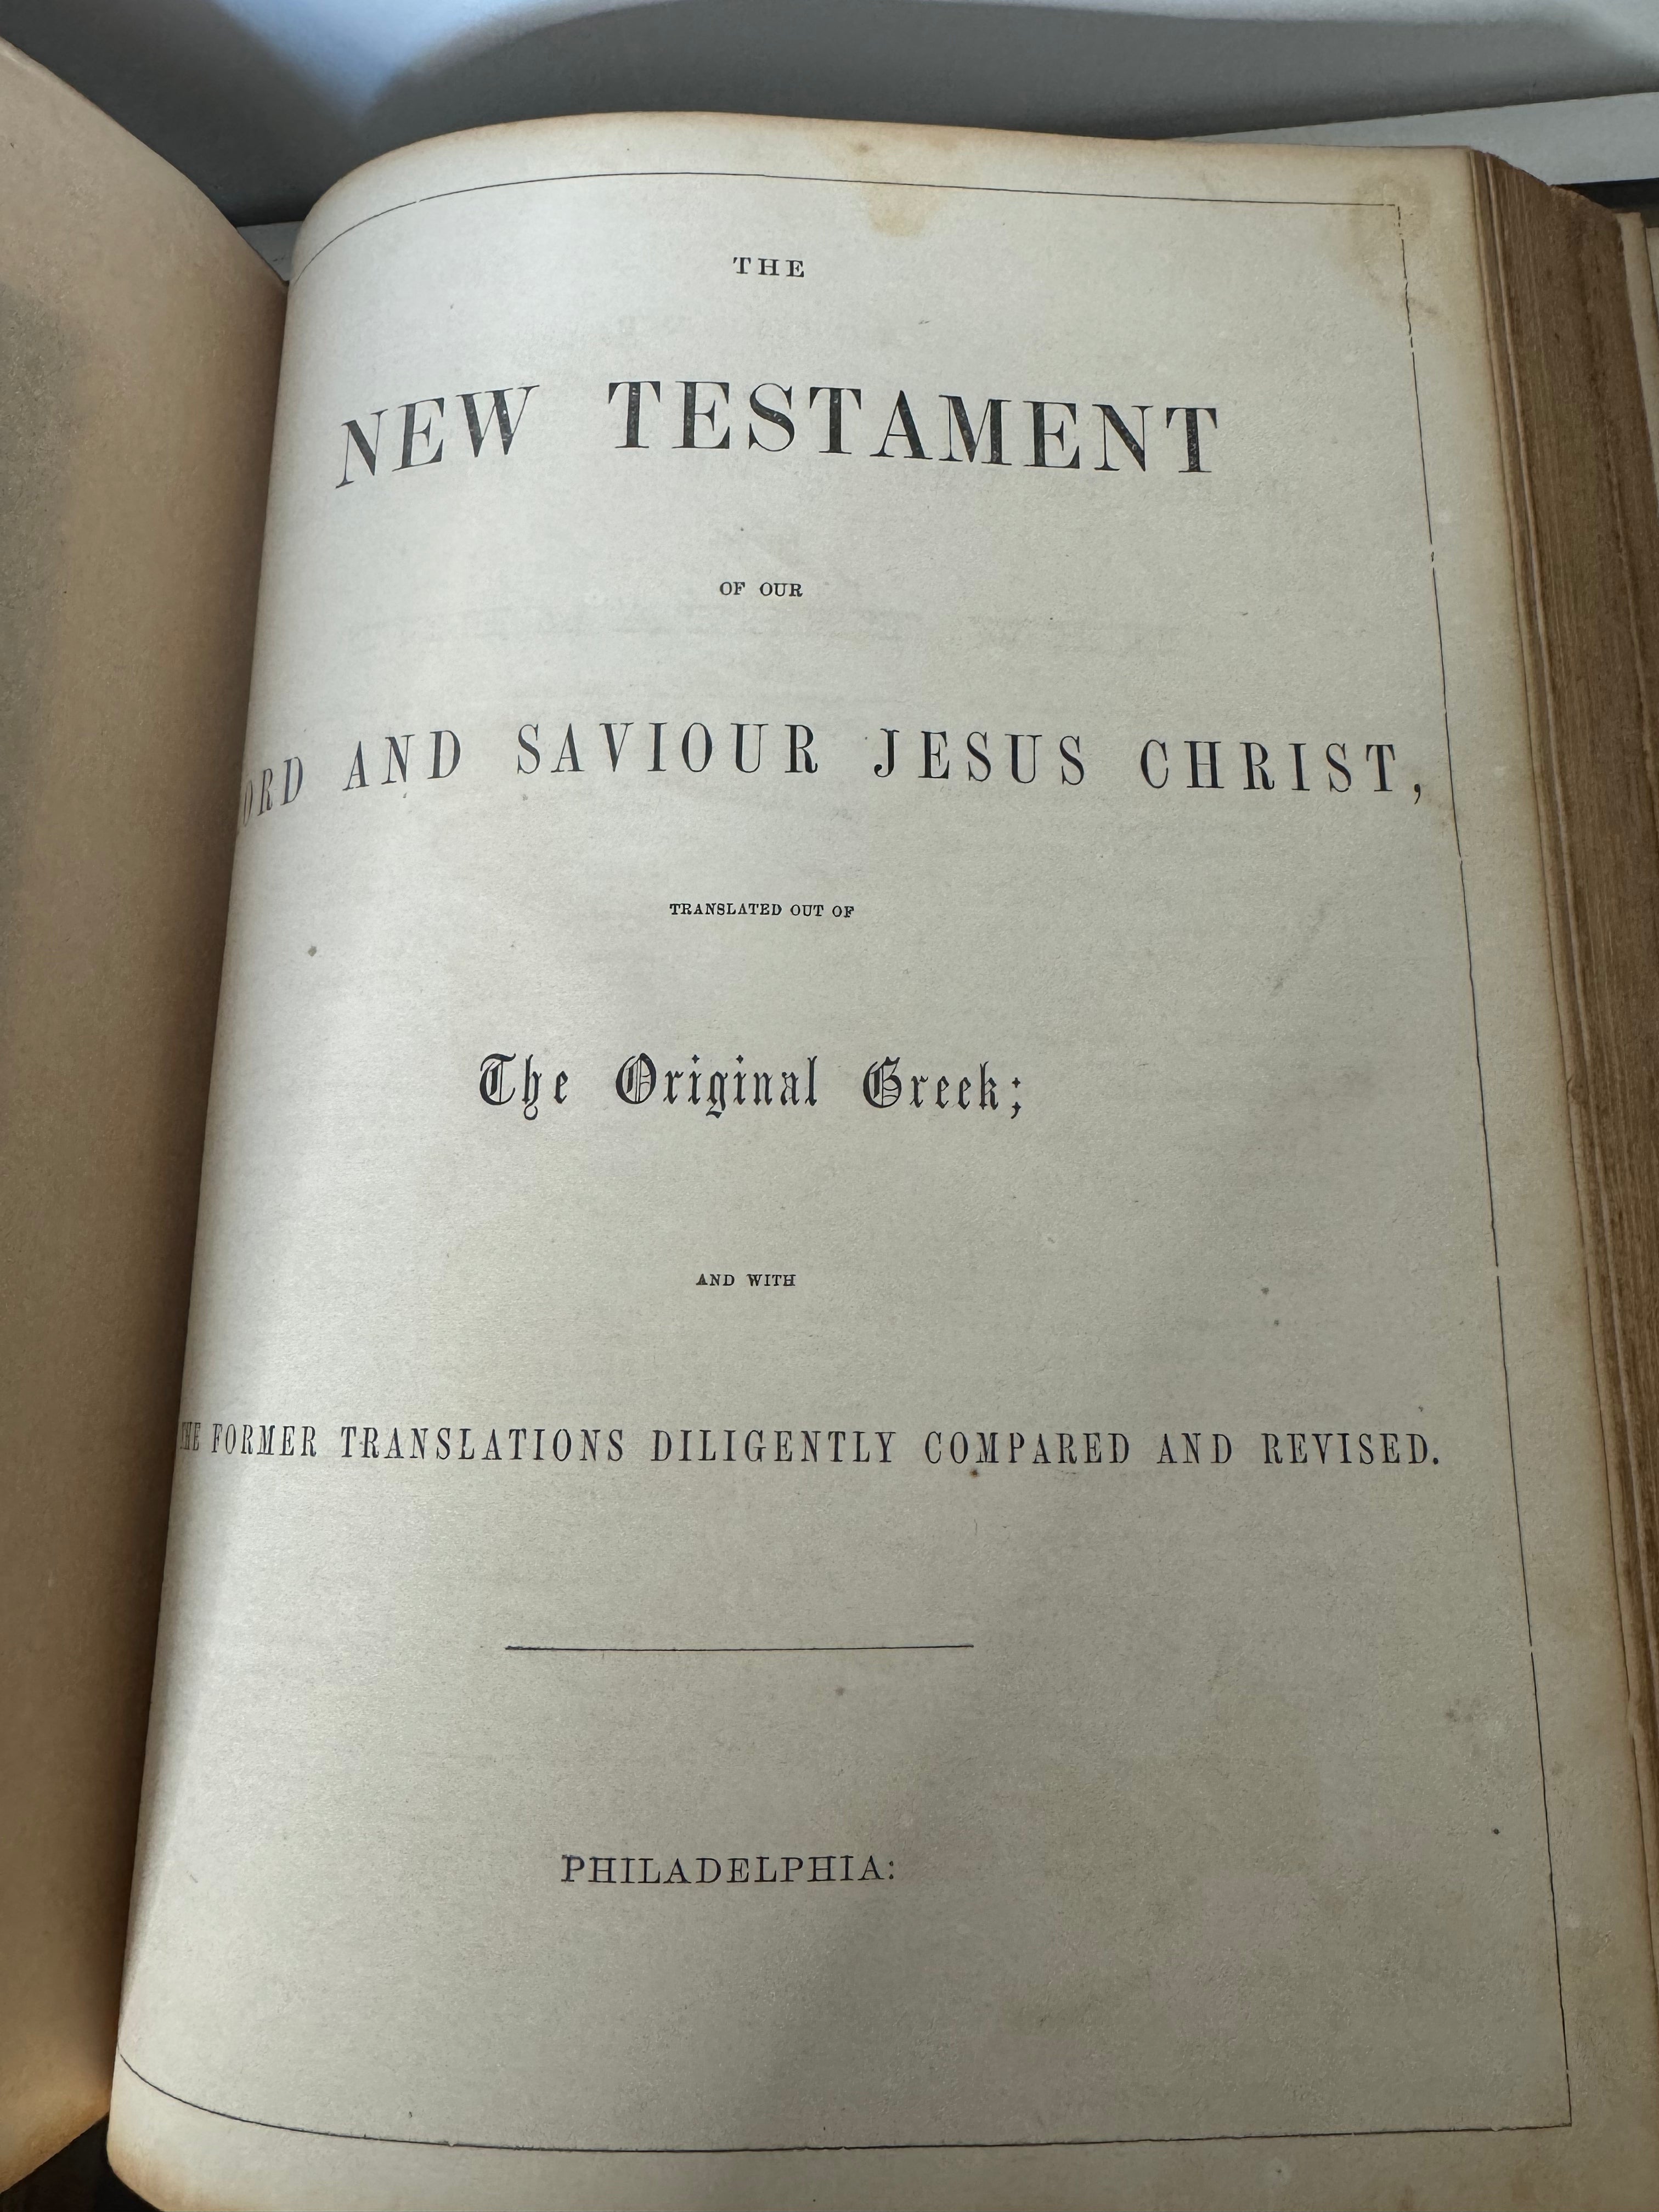 THE
NEW TESTAMENT
OF OUR
ORD AND SAVIOUR JESUS CHRIST,
TRANSLATED OUT OF
The Original Greek;
AND WITH
THE FORMER TRANSLATIONS DILIGENTLY COMPARED AND REVISED.
PHILADELPHIA: